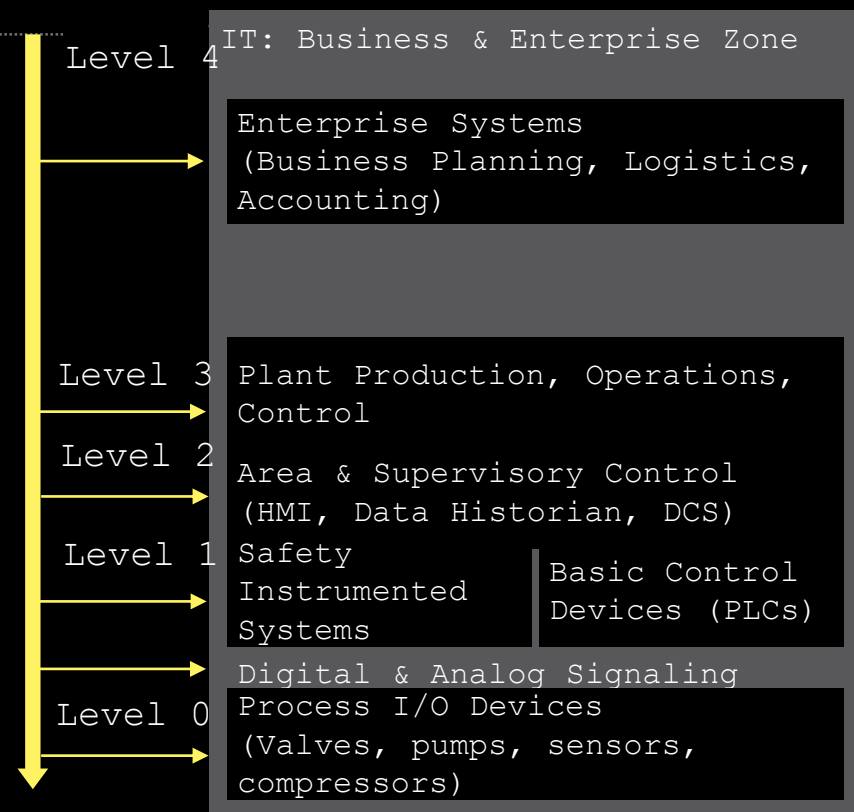 Level 4
IT: Business & Enterprise Zone
Enterprise Systems
(Business Planning, Logistics,
Accounting)
Level 3
Plant Production, Operations,
Control
Level 2
Area & Supervisory Control
(HMI, Data Historian, DCS)
Level 1
Safety
Instrumented
Systems
Basic Control
Devices (PLCs)
Digital & Analog Signaling
Level 0
Process I/O Devices
(Valves, pumps, sensors,
compressors)